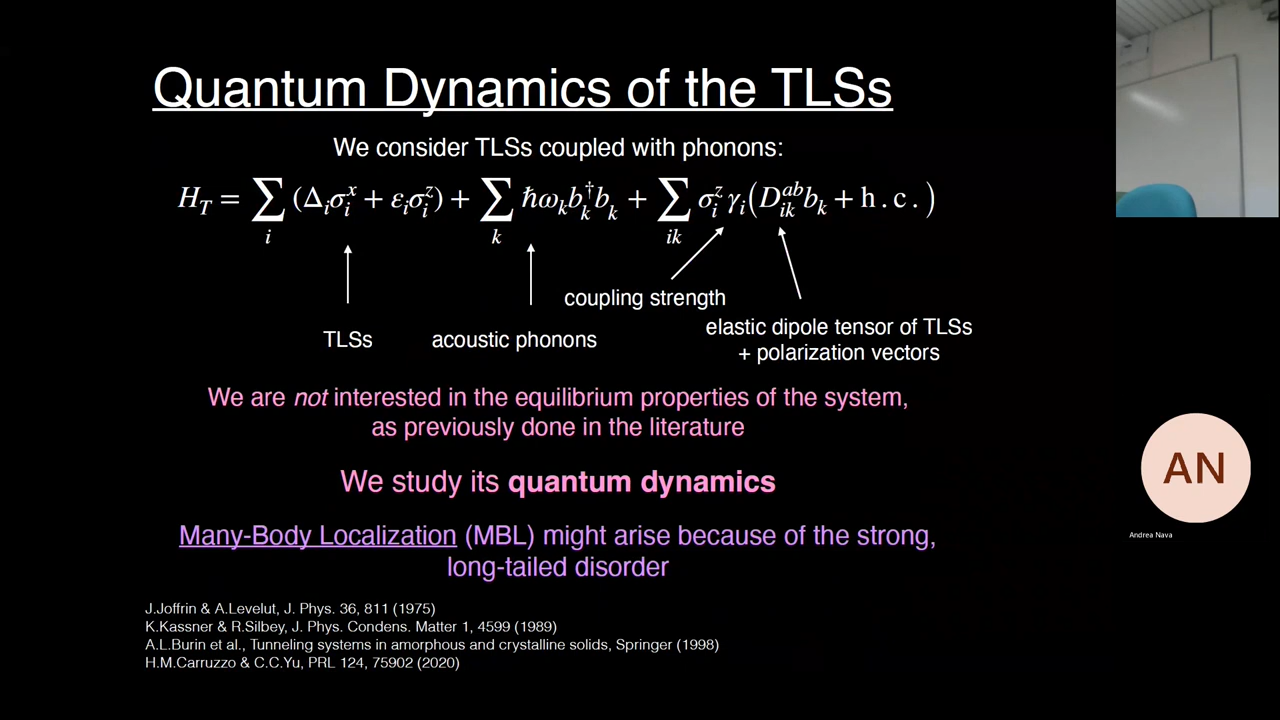 Quantum Dynamics of the TLSs
We consider TLSs coupled with phonons:
H_T = ∑_i (Δ_i σ_i^x + ε_i σ_i^z) + ∑_k ħω_k b_k^† b_k + ∑_ik σ_i^z γ_i (D_ik^ab b_k + h.c.)
coupling strength
TLSs
acoustic phonons
elastic dipole tensor of TLSs
+ polarization vectors
We are not interested in the equilibrium properties of the system,
as previously done in the literature
We study its quantum dynamics
Many-Body Localization (MBL) might arise because of the strong,
long-tailed disorder
J.Joffrin & A.Levelut, J. Phys. 36, 811 (1975)
K.Kassner & R.Silbey, J. Phys. Condens. Matter 1, 4599 (1989)
A.L.Burin et al., Tunneling systems in amorphous and crystalline solids, Springer (1998)
H.M.Carruzzo & C.C.Yu, PRL 124, 75902 (2020)
AN
Andrea Nava